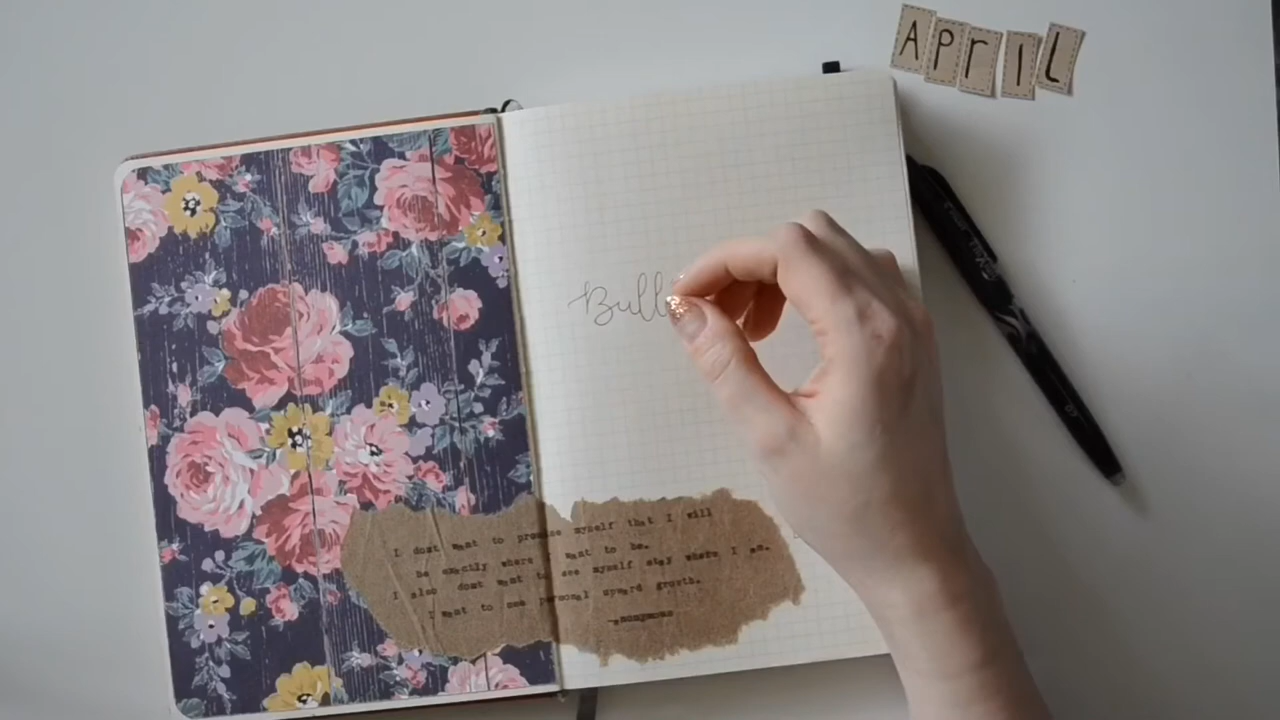 APRIL
Bull
I dont want to promise myself that I will
be exactly where I want to be.
I also dont want to see myself stay where I am.
I want to see personal upward growth.
-anonymous